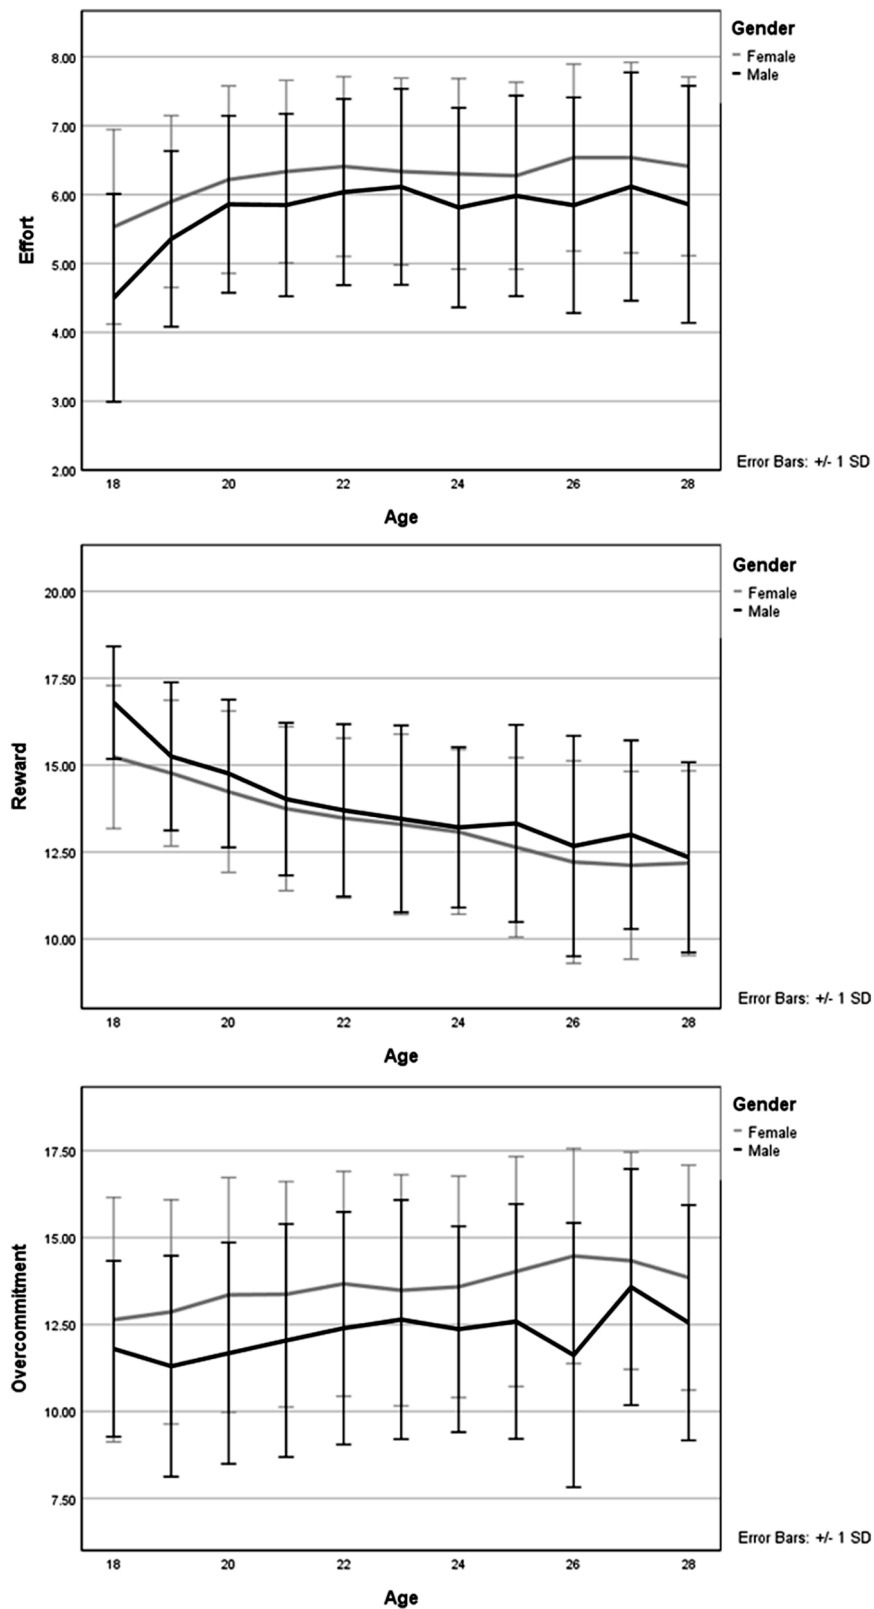 Gender
Female
Male
8.00
7.00
6.00
5.00
4.00
3.00
2.00
Effort
18 20 22 24 26 28
Age
Error Bars: +/- 1 SD
Gender
Female
Male
20.00
17.50
15.00
12.50
10.00
Reward
18 20 22 24 26 28
Age
Error Bars: +/- 1 SD
Gender
Female
Male
17.50
15.00
12.50
10.00
7.50
Overcommitment
18 20 22 24 26 28
Age
Error Bars: +/- 1 SD